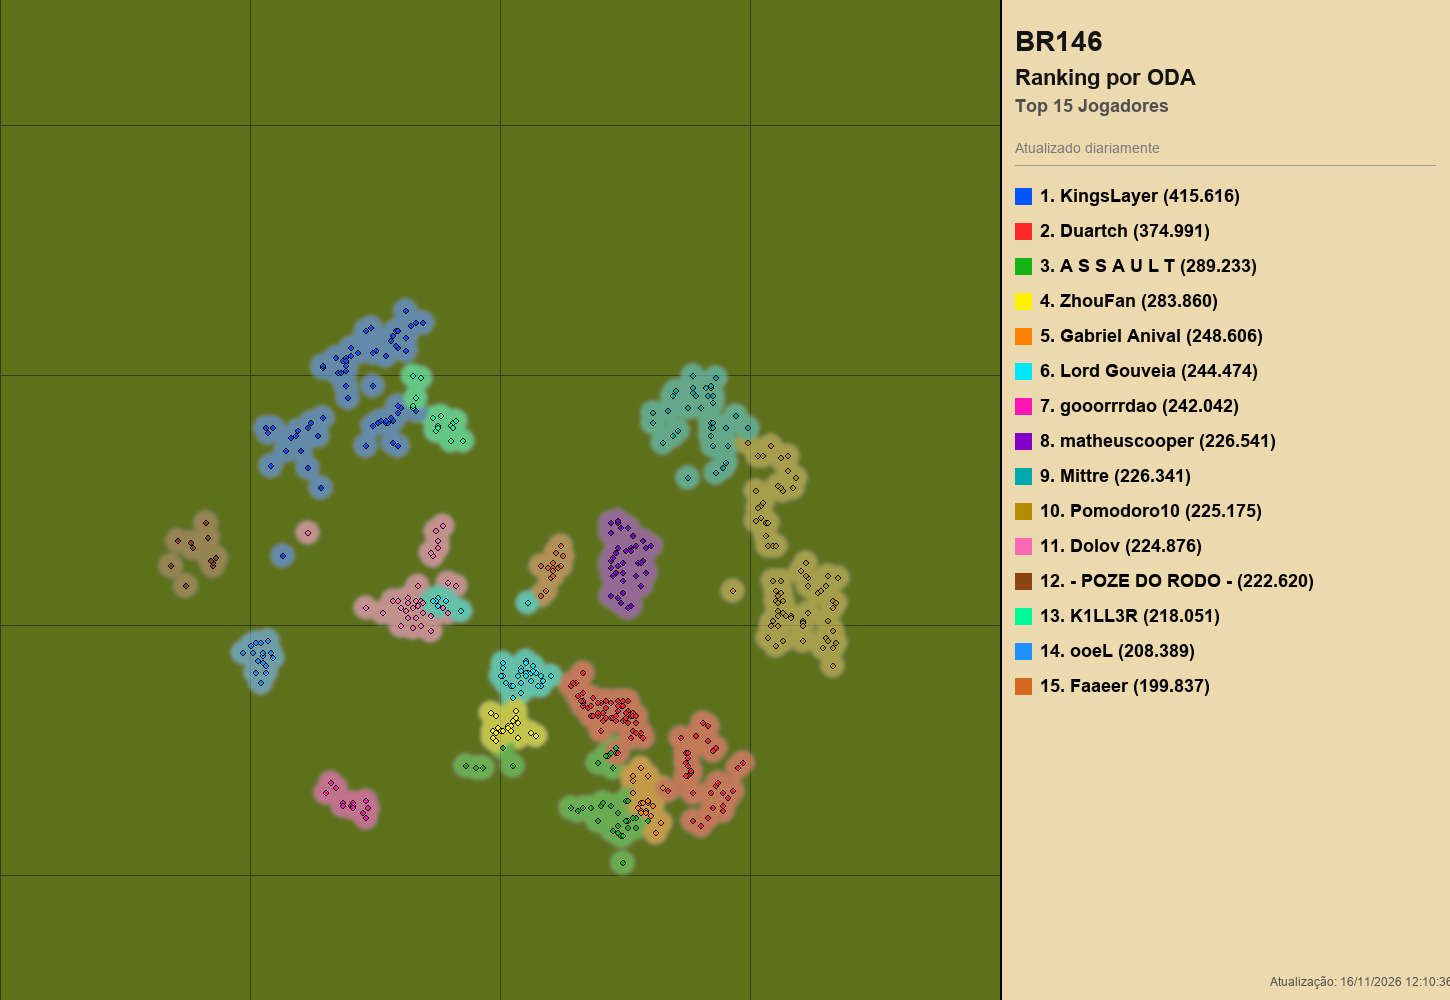 BR146
Ranking por ODA
Top 15 Jogadores
Atualizado diariamente
1. KingsLayer (415.616)
2. Duartch (374.991)
3. A S S A U L T (289.233)
4. ZhouFan (283.860)
5. Gabriel Anival (248.606)
6. Lord Gouveia (244.474)
7. gooorrrdao (242.042)
8. matheuscooper (226.541)
9. Mittre (226.341)
10. Pomodoro10 (225.175)
11. Dolov (224.876)
12. - POZE DO RODO - (222.620)
13. K1LL3R (218.051)
14. ooeL (208.389)
15. Faaeer (199.837)
Atualização: 16/11/2026 12:10:36